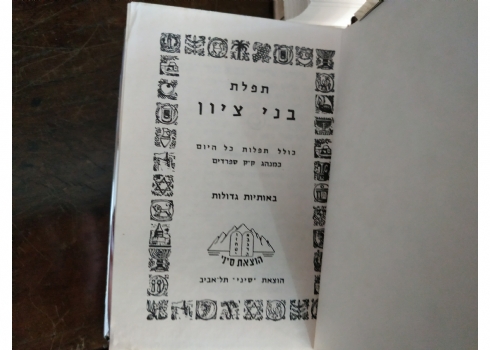 תפלת
בני ציון
כולל תפלות כל היום
כמנהג ק״ק ספרדים
באותיות גדולות
הוצאת סיני
הוצאת ״סיני״ תל־אביב